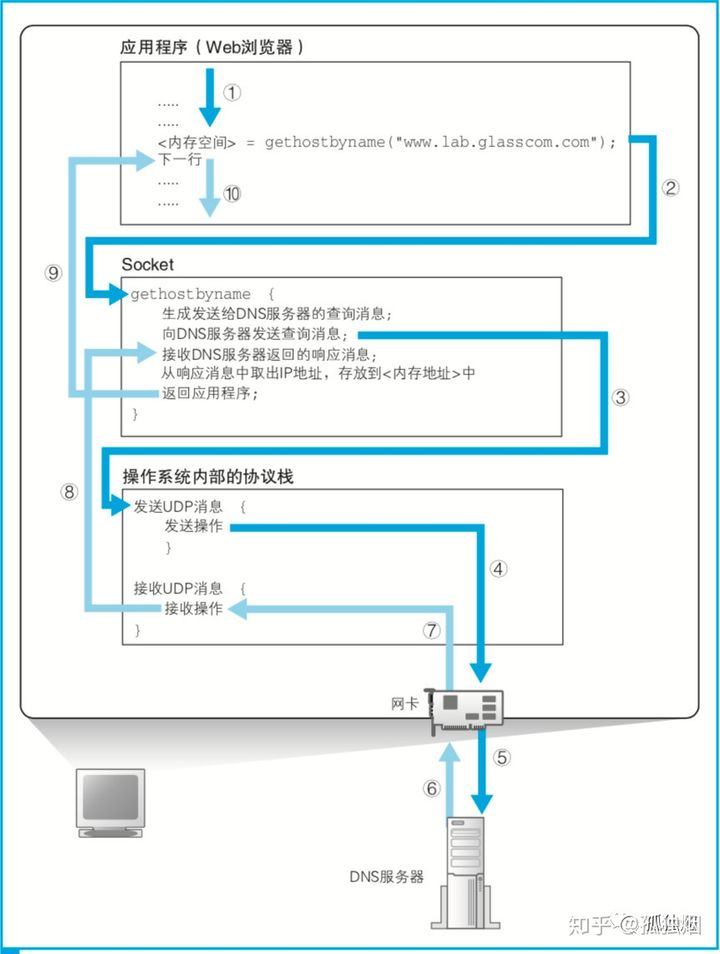 应用程序（Web浏览器）
①
.....
.....
<内存空间> = gethostbyname("www.lab.glasscom.com");
下一行
.....
⑩
.....
②
⑨
Socket
gethostbyname {
生成发送给DNS服务器的查询消息;
向DNS服务器发送查询消息;
接收DNS服务器返回的响应消息;
从响应消息中取出IP地址，存放到<内存地址>中
返回应用程序;
}
③
操作系统内部的协议栈
⑧
发送UDP消息 {
发送操作
}
④
接收UDP消息 {
接收操作
}
⑦
网卡
⑤
⑥
DNS服务器
知乎 @孤独烟